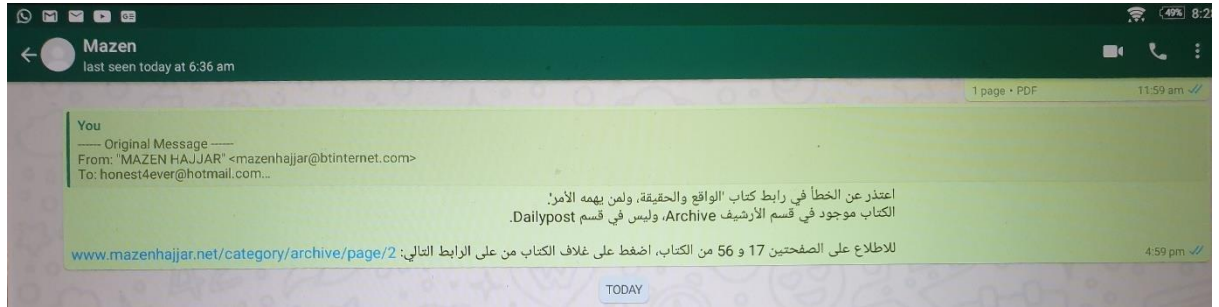 49% 8:2
Mazen
last seen today at 6:36 am
1 page • PDF 11:59 am
You
----- Original Message -----
From: "MAZEN HAJJAR" <mazenhajjar@btinternet.com>
To: honest4ever@hotmail.com...
اعتذر عن الخطأ في رابط كتاب 'الواقع والحقيقة، ولمن يهمه الأمر'.
الكتاب موجود في قسم الأرشيف Archive، وليس في قسم Dailypost.
للاطلاع على الصفحتين 17 و 56 من الكتاب، اضغط على غلاف الكتاب من على الرابط التالي: www.mazenhajjar.net/category/archive/page/2
4:59 pm
TODAY